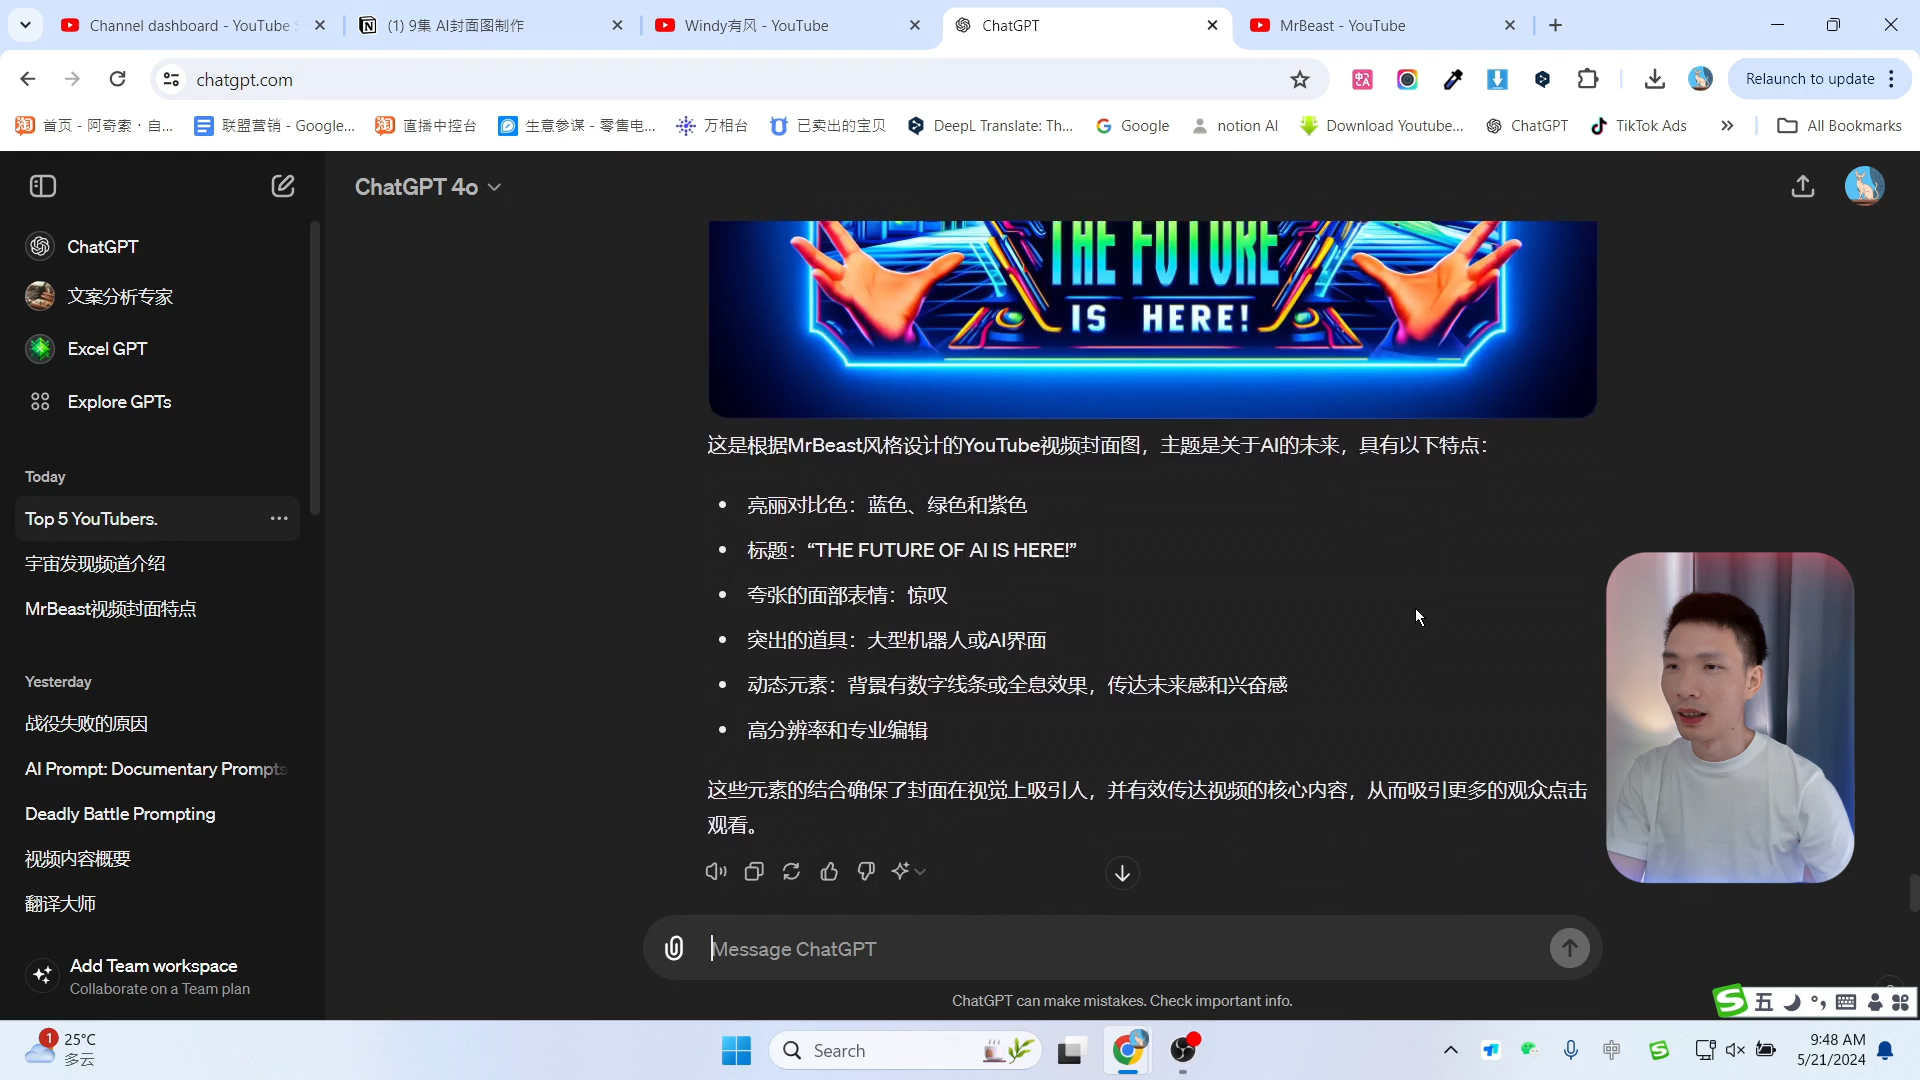 Channel dashboard - YouTube S
(1) 9集 AI封面图制作
Windy有风 - YouTube
ChatGPT
MrBeast - YouTube
chatgpt.com
Relaunch to update
首页 - 阿奇索 · 自...
联盟营销 - Google...
直播中控台
生意参谋 - 零售电...
万相台
已卖出的宝贝
DeepL Translate: Th...
Google
notion AI
Download Youtube...
ChatGPT
TikTok Ads
All Bookmarks
ChatGPT 4o
ChatGPT
文案分析专家
Excel GPT
Explore GPTs
Today
Top 5 YouTubers.
宇宙发现频道介绍
MrBeast视频封面特点
Yesterday
战役失败的原因
AI Prompt: Documentary Prompts
Deadly Battle Prompting
视频内容概要
翻译大师
Add Team workspace
Collaborate on a Team plan
THE FUTURE
IS HERE!
这是根据MrBeast风格设计的YouTube视频封面图，主题是关于AI的未来，具有以下特点：
• 亮丽对比色：蓝色、绿色和紫色
• 标题：“THE FUTURE OF AI IS HERE!”
• 夸张的面部表情：惊叹
• 突出的道具：大型机器人或AI界面
• 动态元素：背景有数字线条或全息效果，传达未来感和兴奋感
• 高分辨率和专业编辑
这些元素的结合确保了封面在视觉上吸引人，并有效传达视频的核心内容，从而吸引更多的观众点击
观看。
Message ChatGPT
ChatGPT can make mistakes. Check important info.
五
1
25°C
多云
Search
中
9:48 AM
5/21/2024